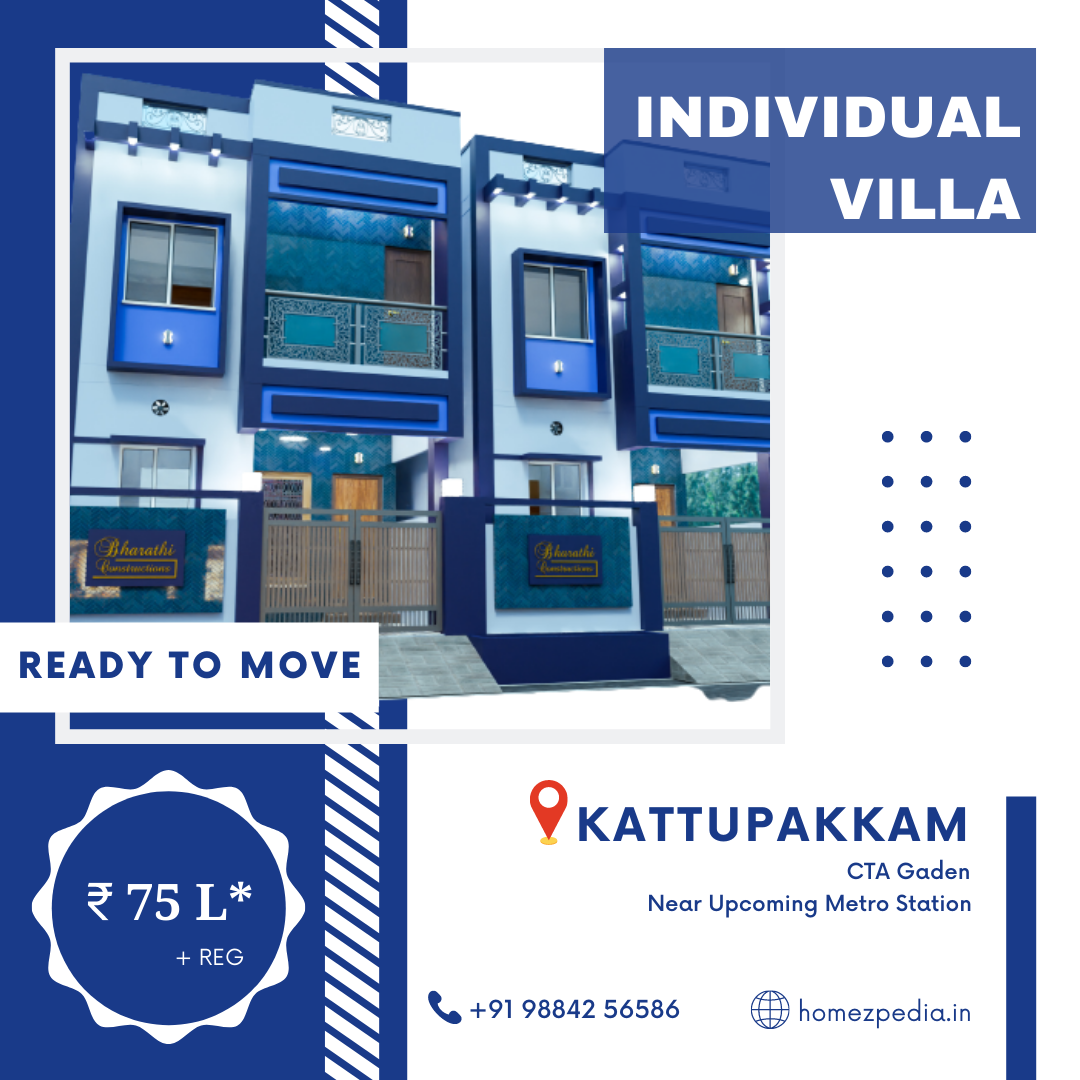 INDIVIDUAL
VILLA
Bharathi
Constructions
Bharathi
Constructions
READY TO MOVE
₹ 75 L*
+ REG
KATTUPAKKAM
CTA Gaden
Near Upcoming Metro Station
+91 98842 56586
homezpedia.in